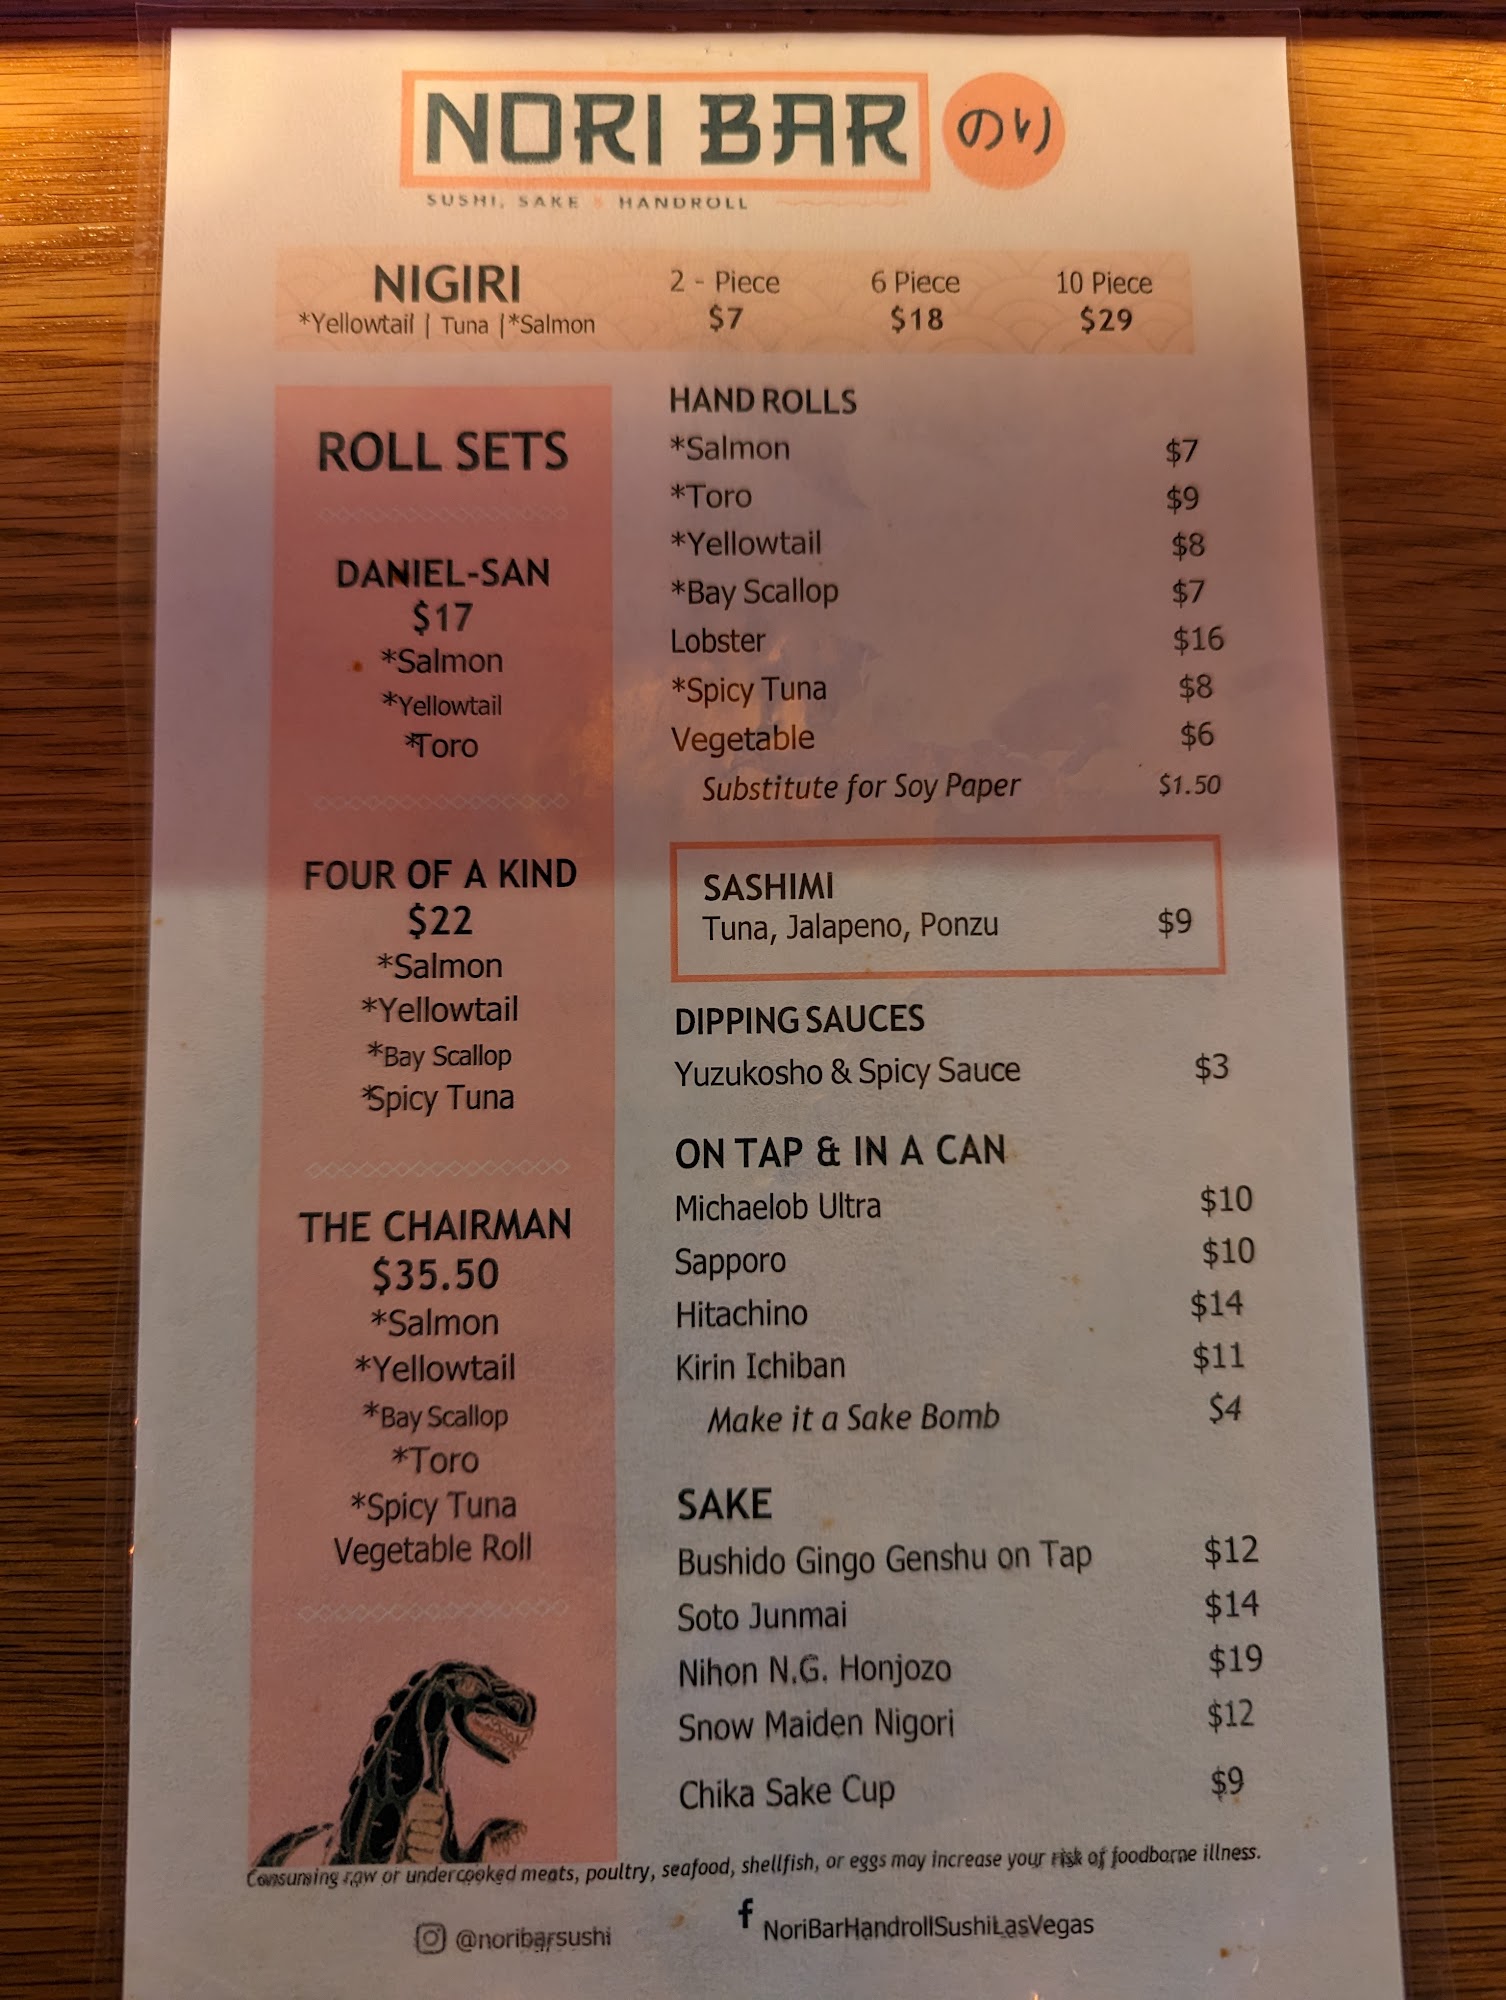 NORI BAR のり
SUSHI, SAKE & HANDROLL
NIGIRI
*Yellowtail | Tuna |*Salmon
2 - Piece 6 Piece 10 Piece
$7 $18 $29
ROLL SETS
DANIEL-SAN
$17
*Salmon
*Yellowtail
*Toro
FOUR OF A KIND
$22
*Salmon
*Yellowtail
*Bay Scallop
*Spicy Tuna
THE CHAIRMAN
$35.50
*Salmon
*Yellowtail
*Bay Scallop
*Toro
*Spicy Tuna
Vegetable Roll
HAND ROLLS
*Salmon $7
*Toro $9
*Yellowtail $8
*Bay Scallop $7
Lobster $16
*Spicy Tuna $8
Vegetable $6
Substitute for Soy Paper $1.50
SASHIMI
Tuna, Jalapeno, Ponzu $9
DIPPING SAUCES
Yuzukosho & Spicy Sauce $3
ON TAP & IN A CAN
Michaelob Ultra $10
Sapporo $10
Hitachino $14
Kirin Ichiban $11
Make it a Sake Bomb $4
SAKE
Bushido Gingo Genshu on Tap $12
Soto Junmai $14
Nihon N.G. Honjozo $19
Snow Maiden Nigori $12
Chika Sake Cup $9
Consuming raw or undercooked meats, poultry, seafood, shellfish, or eggs may increase your risk of foodborne illness.
@noribarsushi f NoriBarHandrollSushiLasVegas